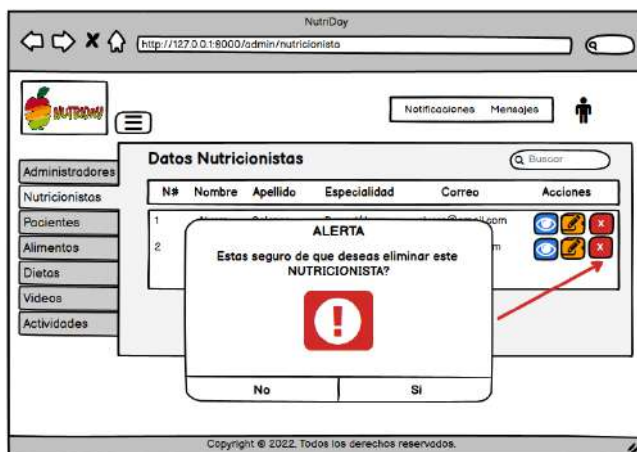 NutriDay
http://127.0.0.1:8000/admin/nutricionista
NUTRIDAY
Notificaciones Mensajes
Administradores
Nutricionistas
Pacientes
Alimentos
Dietas
Videos
Actividades
Datos Nutricionistas
Buscar
N# Nombre Apellido Especialidad Correo Acciones
1
2
ALERTA
Estas seguro de que deseas eliminar este
NUTRICIONISTA?
No Si
Copyright © 2022. Todos los derechos reservados.